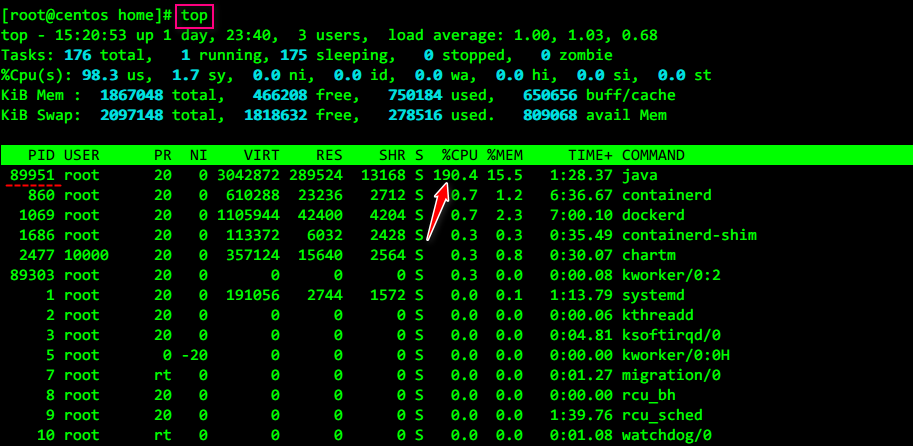 [root@centos home]# top
top - 15:20:53 up 1 day, 23:40,  3 users,  load average: 1.00, 1.03, 0.68
Tasks: 176 total,   1 running, 175 sleeping,   0 stopped,   0 zombie
%Cpu(s): 98.3 us,  1.7 sy,  0.0 ni,  0.0 id,  0.0 wa,  0.0 hi,  0.0 si,  0.0 st
KiB Mem :  1867048 total,   466208 free,   750184 used,   650656 buff/cache
KiB Swap:  2097148 total,  1818632 free,   278516 used.   809068 avail Mem
PID USER      PR  NI    VIRT    RES    SHR S  %CPU %MEM     TIME+ COMMAND
89951 root      20   0 3042872 289524  13168 S 190.4 15.5   1:28.37 java
860 root      20   0  610288  23236   2712 S   0.7  1.2   6:36.67 containerd
1069 root      20   0 1105944  42400   4204 S   0.7  2.3   7:00.10 dockerd
1686 root      20   0  113372   6032   2428 S   0.3  0.3   0:35.49 containerd-shim
2477 10000     20   0  357124  15640   2564 S   0.3  0.8   0:30.07 chartm
89303 root      20   0       0      0      0 S   0.3  0.0   0:00.08 kworker/0:2
1 root      20   0  191056   2744   1572 S   0.0  0.1   1:13.79 systemd
2 root      20   0       0      0      0 S   0.0  0.0   0:00.06 kthreadd
3 root      20   0       0      0      0 S   0.0  0.0   0:04.81 ksoftirqd/0
5 root       0 -20       0      0      0 S   0.0  0.0   0:00.00 kworker/0:0H
7 root      rt   0       0      0      0 S   0.0  0.0   0:01.27 migration/0
8 root      20   0       0      0      0 S   0.0  0.0   0:00.00 rcu_bh
9 root      20   0       0      0      0 S   0.0  0.0   1:39.76 rcu_sched
10 root      rt   0       0      0      0 S   0.0  0.0   0:01.08 watchdog/0